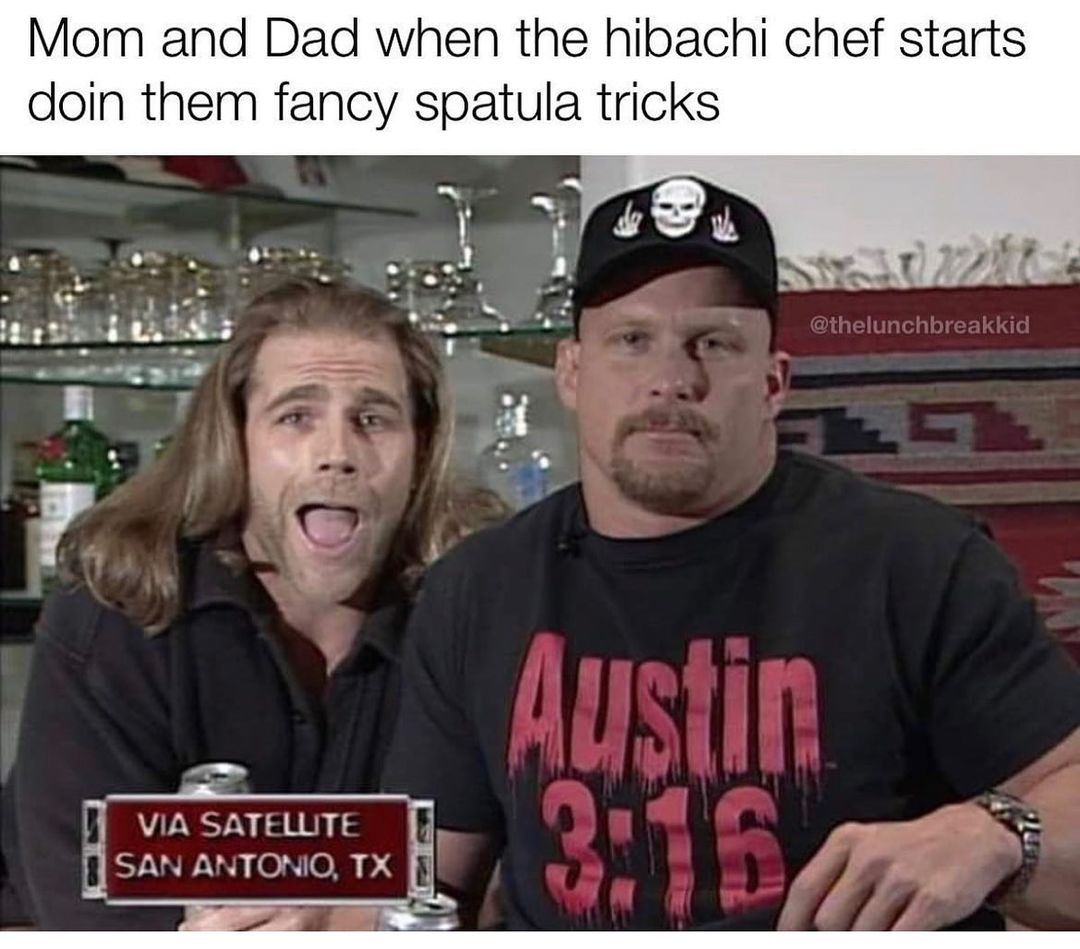 Mom and Dad when the hibachi chef starts
doin them fancy spatula tricks
@thelunchbreakkid
Austin
3:16
VIA SATELLITE
SAN ANTONIO, TX